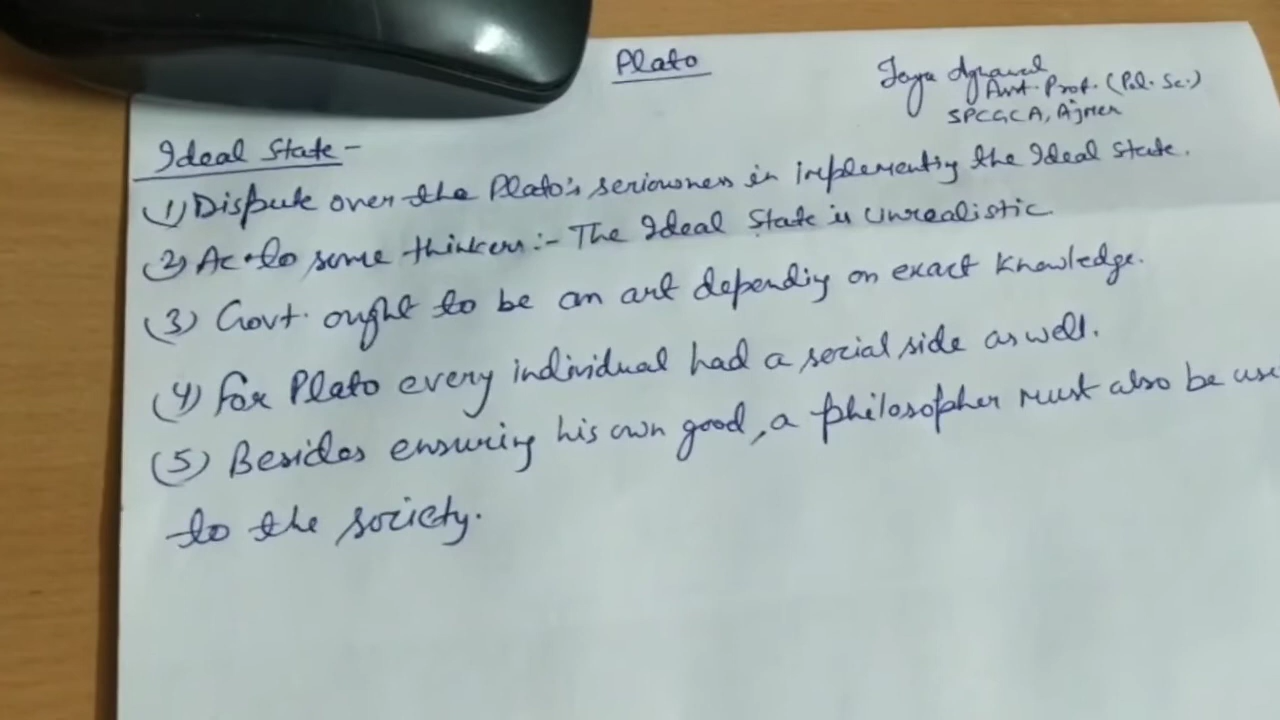 Plato
Jaya Agrawal
Asst. Prof. (Pol. Sc.)
SPCGCA, Ajmer
Ideal State -
(1) Dispute over the Plato's seriousness in implementing the Ideal State.
(2) Ac. to some thinkers :- The Ideal State is Unrealistic.
(3) Govt. ought to be an art depending on exact knowledge.
(4) For Plato every individual had a social side as well.
(5) Besides ensuring his own good, a philosopher must also be use
to the society.